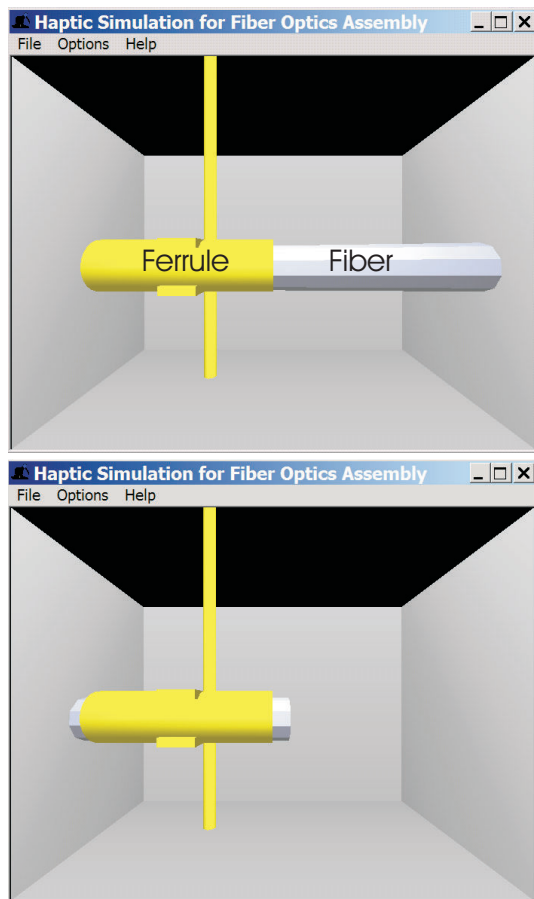 Haptic Simulation for Fiber Optics Assembly
File Options Help
Ferrule Fiber
Haptic Simulation for Fiber Optics Assembly
File Options Help